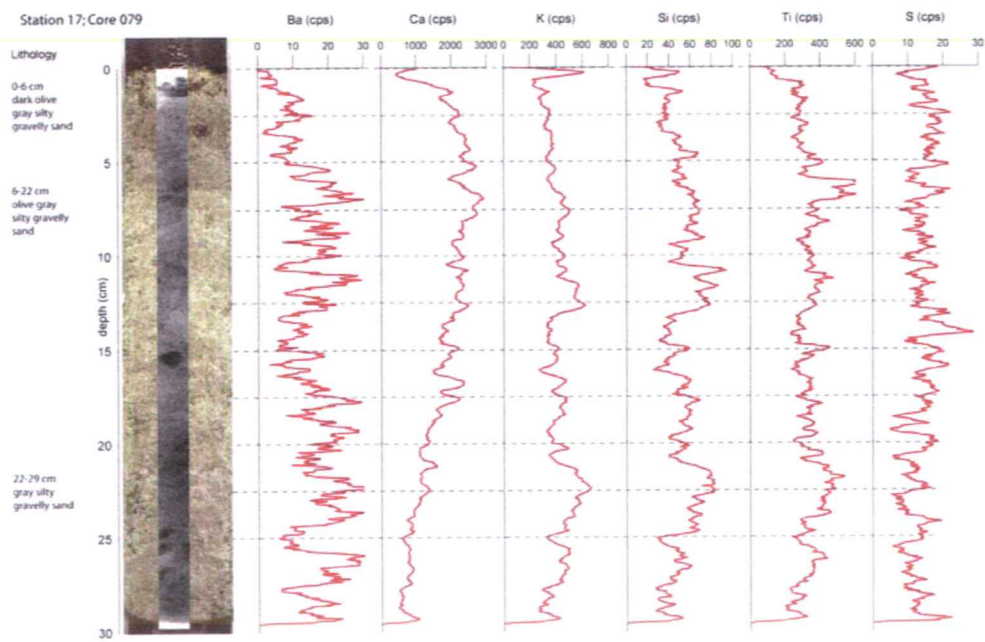 Station 17; Core 079
Ba (cps) Ca (cps) K (cps) Si (cps) Ti (cps) S (cps)
Lithology
0 10 20 30 0 1000 2000 3000 0 200 400 600 800 0 20 40 60 80 100 0 200 400 600 0 10 20 30
0
0-6 cm
dark olive
gray silty
gravelly sand
5
6-22 cm
olive gray
silty gravelly
sand
10
depth (cm)
15
20
22-29 cm
gray silty
gravelly sand
25
30